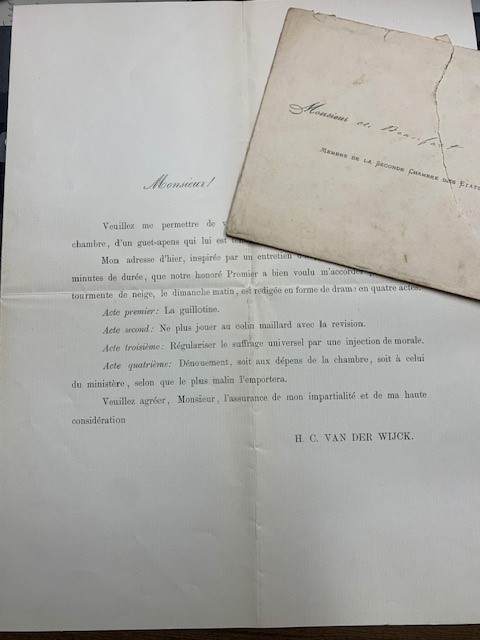 Monsieur
MEMBRE DE LA SECONDE CHAMBRE DES ETATS
Monsieur!
Veuillez me permettre de
chambre, d'un guet-apens qui lui est
Mon adresse d'hier, inspirée par un entretien
minutes de durée, que notre honoré Premier a bien voulu m'accorder
tourmente de neige, le dimanche matin, est redigée en forme de drame en quatre actes.
Acte premier: La guillotine.
Acte second: Ne plus jouer au colin maillard avec la revision.
Acte troisième: Régulariser le suffrage universel par une injection de morale.
Acte quatrième: Dénouement, soit aux dépens de la chambre, soit à celui
du ministère, selon que le plus malin l'emportera.
Veuillez agréer, Monsieur, l'assurance de mon impartialité et de ma haute
considération
H. C. VAN DER WIJCK.